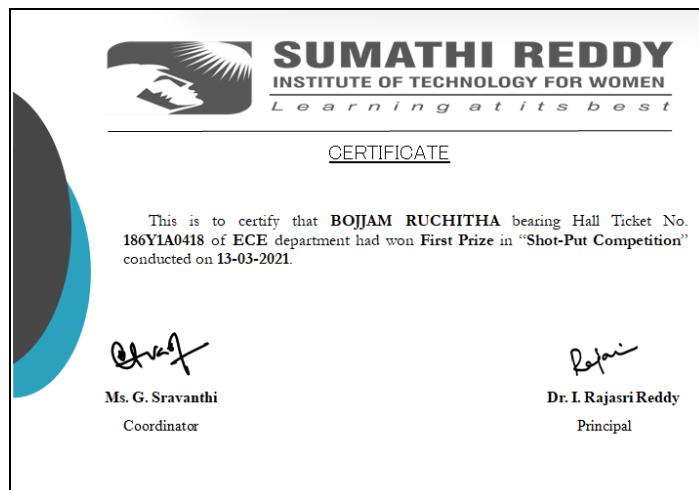 SUMATHI REDDY
INSTITUTE OF TECHNOLOGY FOR WOMEN
Learning at its best
CERTIFICATE
This is to certify that BOJJAM RUCHITHA bearing Hall Ticket No.
186Y1A0418 of ECE department had won First Prize in “Shot-Put Competition”
conducted on 13-03-2021.
Rajani
Ms. G. Sravanthi
Dr. I. Rajasri Reddy
Coordinator
Principal